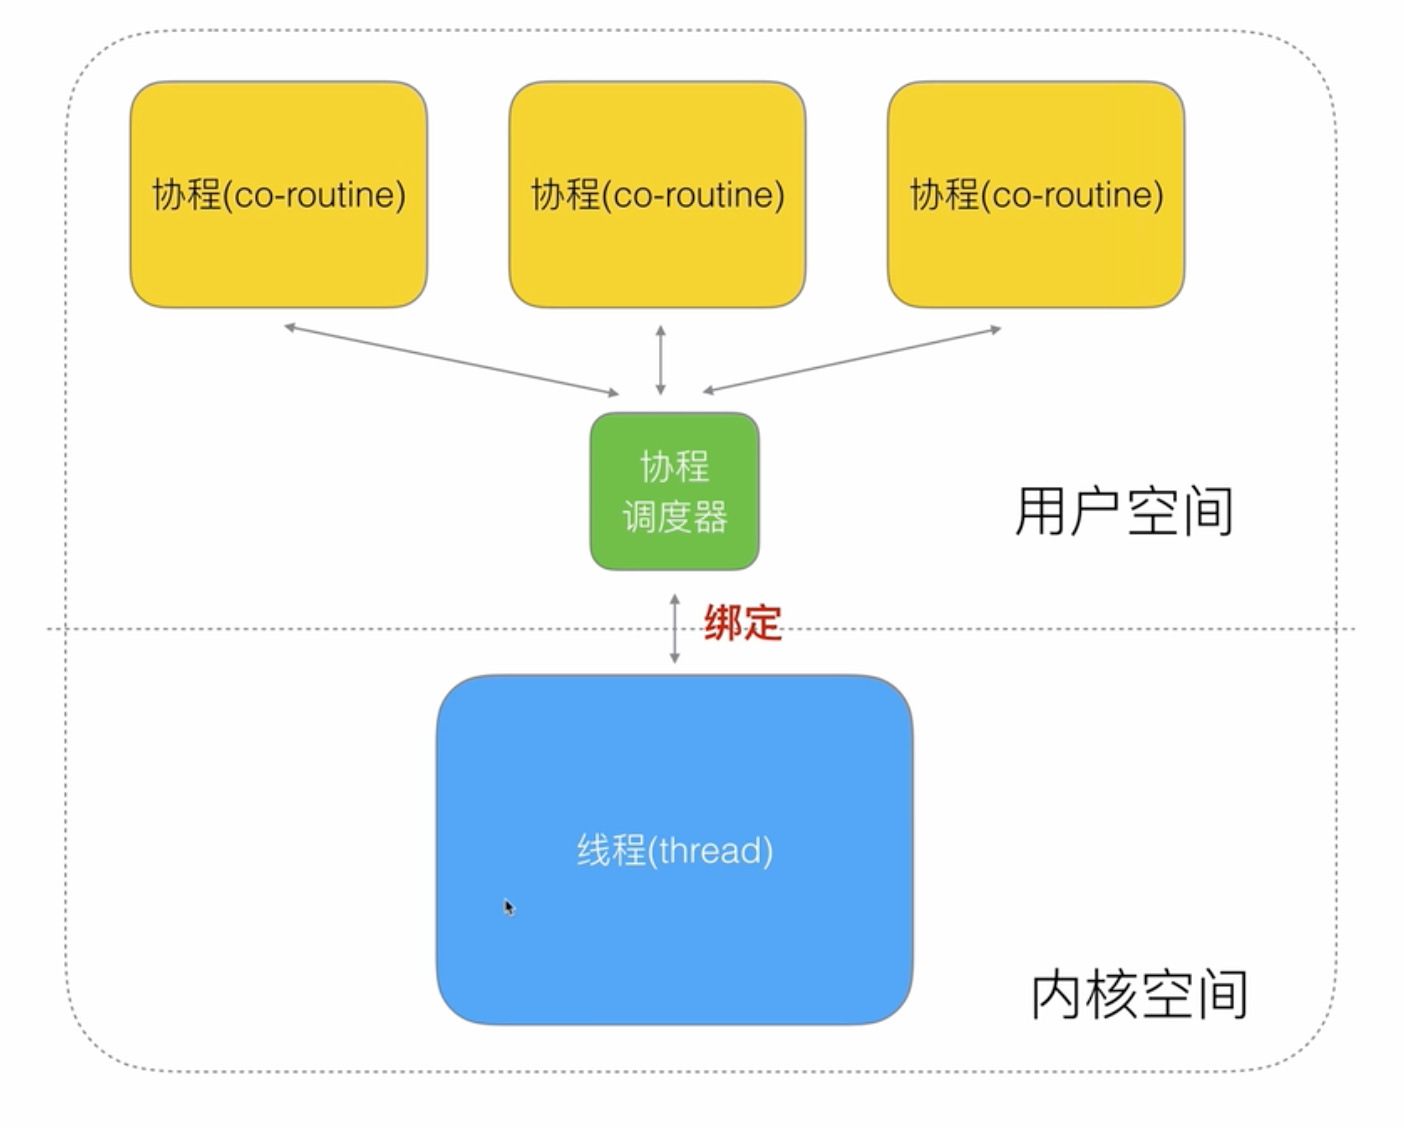 协程(co-routine)
协程(co-routine)
协程(co-routine)
协程
调度器
用户空间
绑定
线程(thread)
内核空间